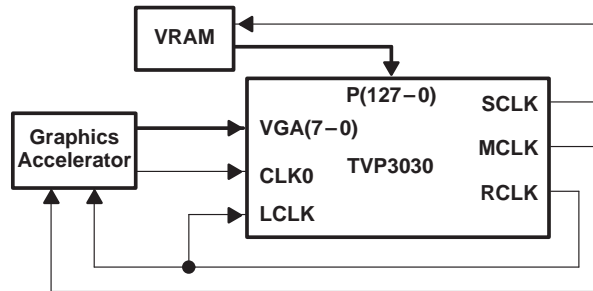 VRAM
P(127–0)
SCLK
Graphics
Accelerator
VGA(7–0)
MCLK
TVP3030
CLK0
RCLK
LCLK